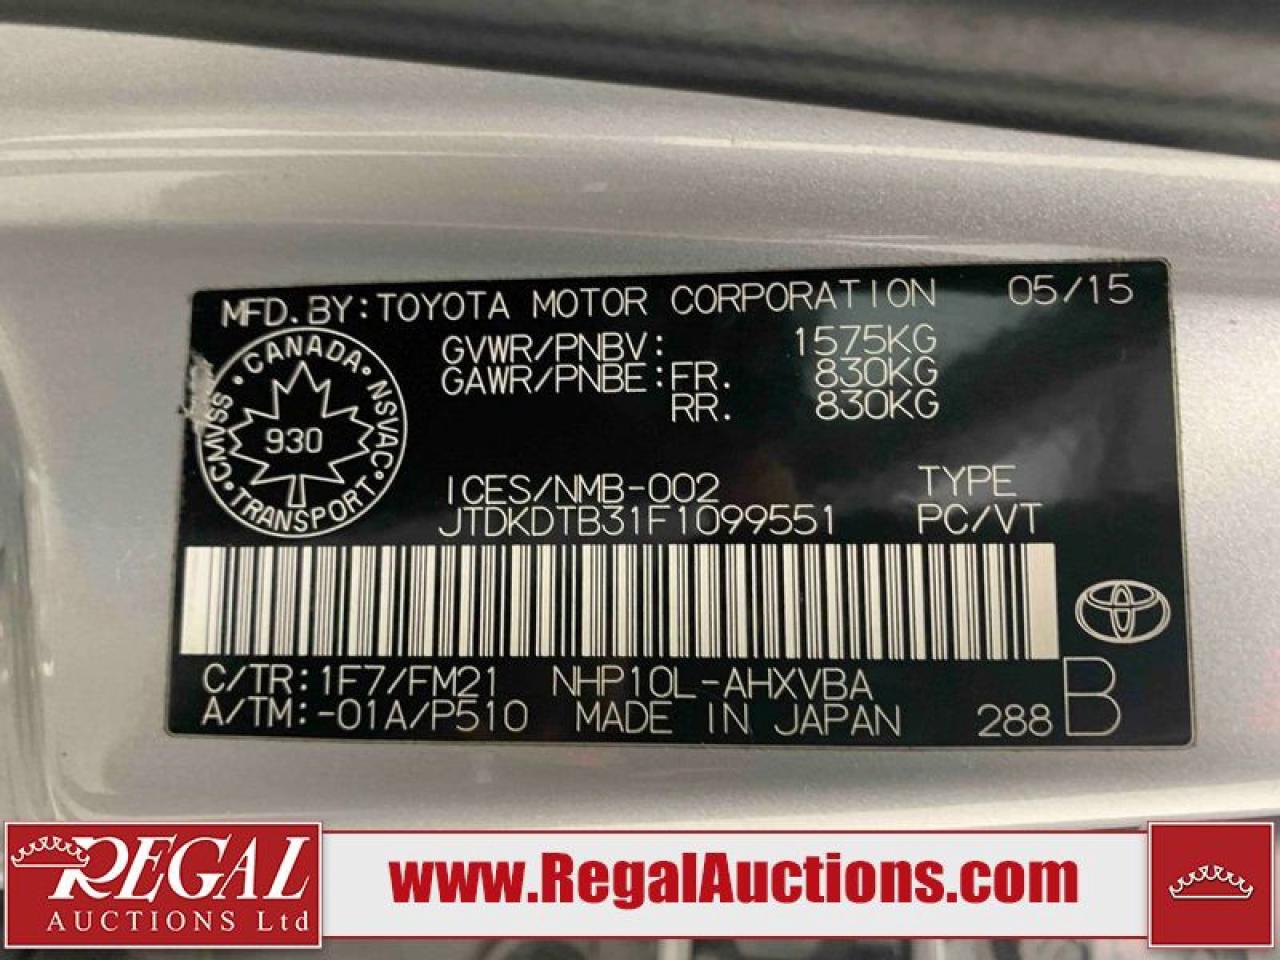 MFD. BY: TOYOTA MOTOR CORPORATION 05/15
GVWR/PNBV: 1575KG
GAWR/PNBE: FR. 830KG
RR. 830KG
CMVSS · CANADA · NSVAC · TRANSPORT ·
930
ICES/NMB-002 TYPE
JTDKDTB31F1099551 PC/VT
C/TR: 1F7/FM21 NHP10L-AHXVBA
A/TM: -01A/P510 MADE IN JAPAN 288 B
REGAL
AUCTIONS Ltd
www.RegalAuctions.com